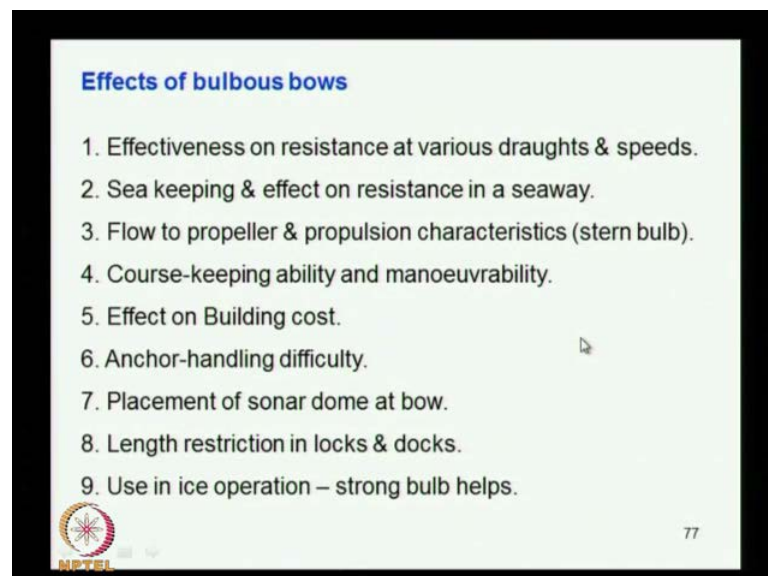 Effects of bulbous bows
1. Effectiveness on resistance at various draughts & speeds.
2. Sea keeping & effect on resistance in a seaway.
3. Flow to propeller & propulsion characteristics (stern bulb).
4. Course-keeping ability and manoeuvrability.
5. Effect on Building cost.
6. Anchor-handling difficulty.
7. Placement of sonar dome at bow.
8. Length restriction in locks & docks.
9. Use in ice operation – strong bulb helps.
77
NPTEL